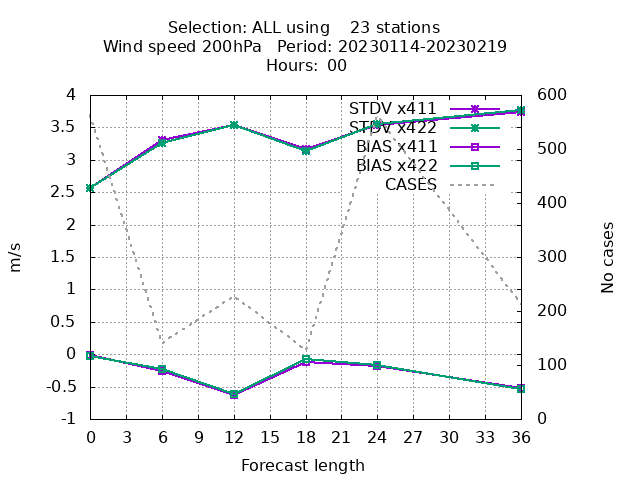 Selection: ALL using    23 stations
Wind speed 200hPa   Period: 20230114-20230219
Hours: 00
STDV x411
STDV x422
BIAS x411
BIAS x422
CASES
4
3.5
3
2.5
2
1.5
1
0.5
0
-0.5
-1
600
500
400
300
200
100
0
m/s
No cases
0 3 6 9 12 15 18 21 24 27 30 33 36
Forecast length